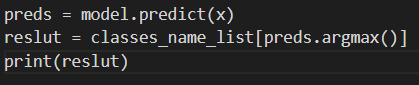 preds = model.predict(x)
reslut = classes_name_list[preds.argmax()]
print(reslut)